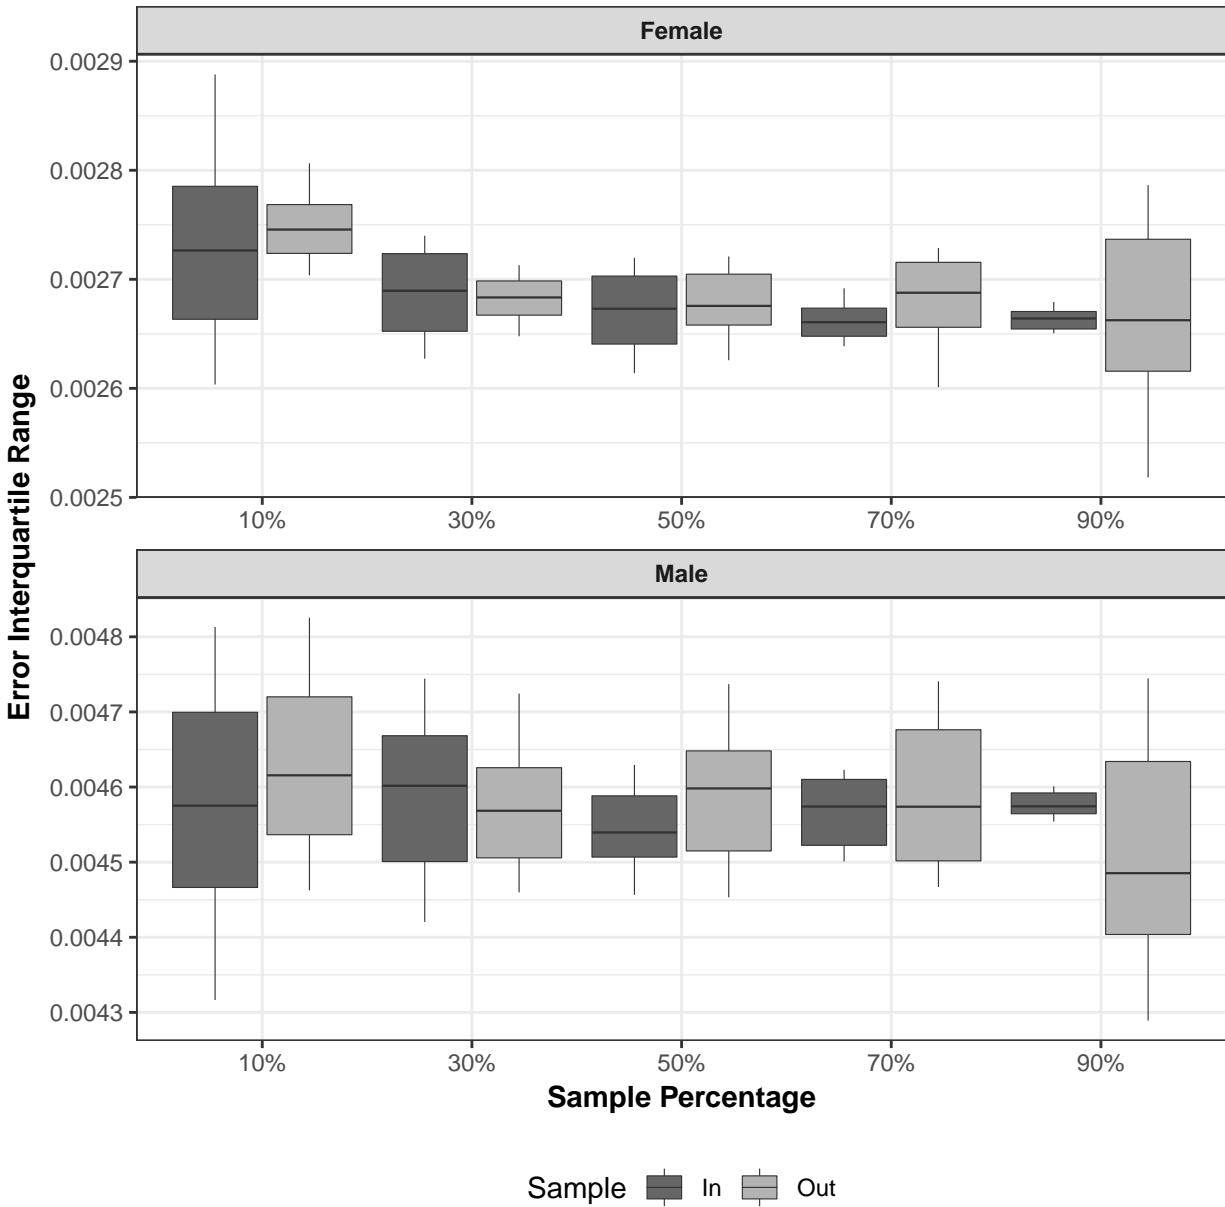 Female
0.0029
0.0028
0.0027
0.0026
0.0025
10% 30% 50% 70% 90%
Error Interquartile Range
Male
0.0048
0.0047
0.0046
0.0045
0.0044
0.0043
10% 30% 50% 70% 90%
Sample Percentage
Sample In Out